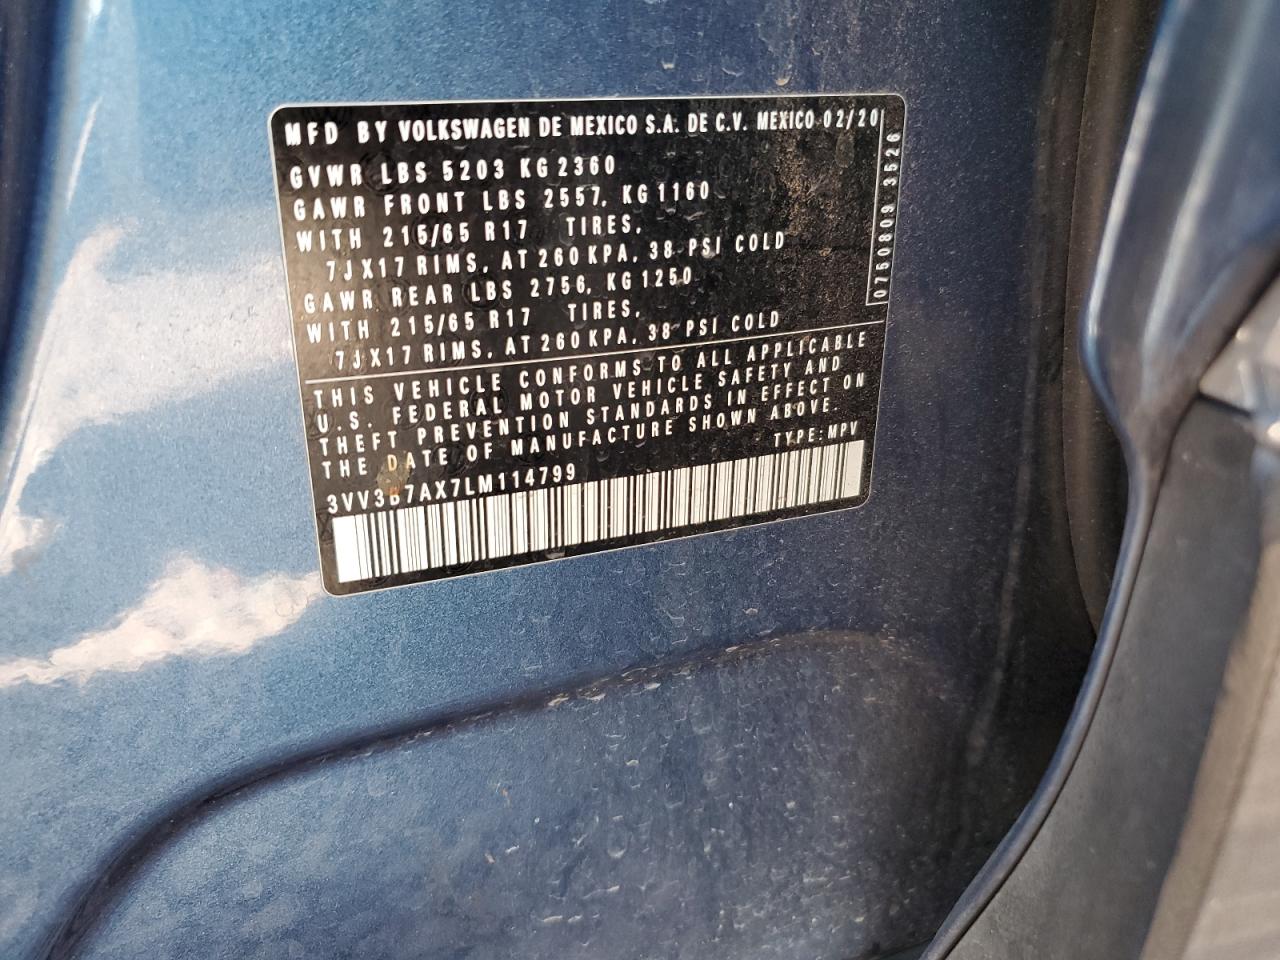 MFD BY VOLKSWAGEN DE MEXICO S.A. DE C.V. MEXICO 02/20
GVWR LBS 5203 KG 2360
GAWR FRONT LBS 2557, KG 1160
WITH 215/65 R17 TIRES,
7JX17 RIMS, AT 260 KPA, 38 PSI COLD
GAWR REAR LBS 2756, KG 1250
WITH 215/65 R17 TIRES,
7JX17 RIMS, AT 260 KPA, 38 PSI COLD
0760809 3526
THIS VEHICLE CONFORMS TO ALL APPLICABLE
U.S. FEDERAL MOTOR VEHICLE SAFETY AND
THEFT PREVENTION STANDARDS IN EFFECT ON
THE DATE OF MANUFACTURE SHOWN ABOVE.
TYPE: MPV
3VV3B7AX7LM114799